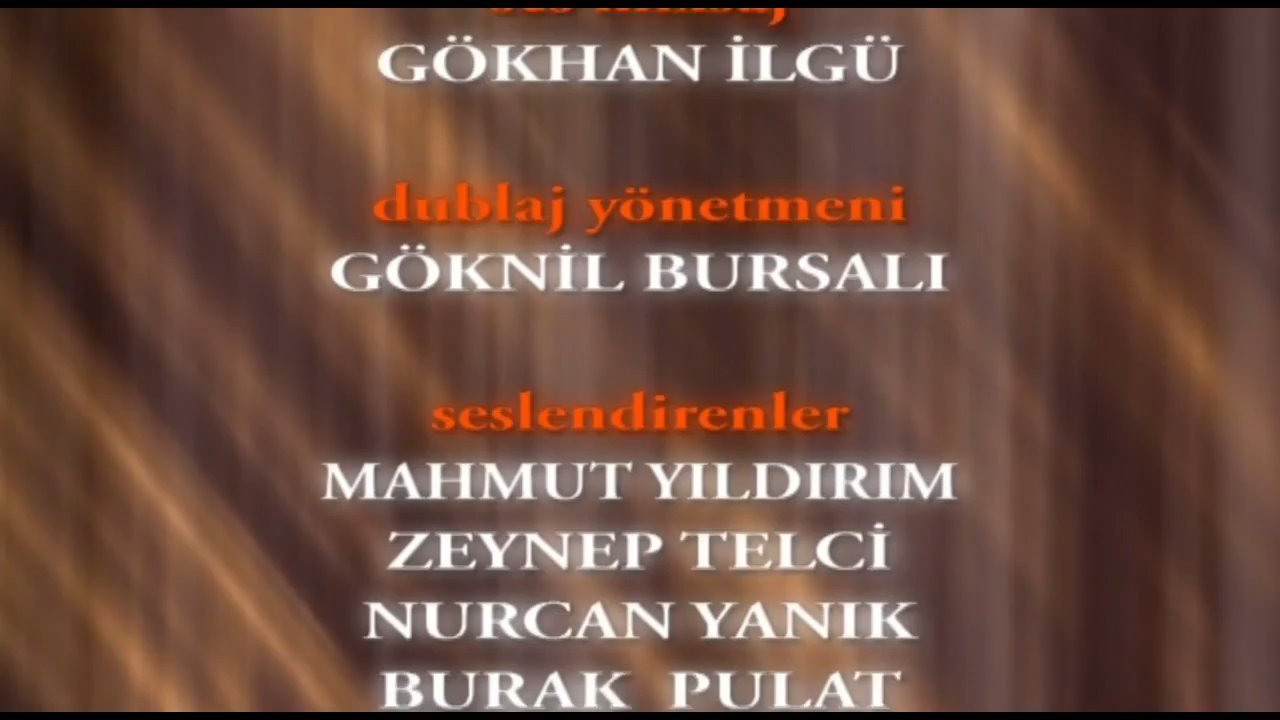 GÖKHAN İLGÜ
dublaj yönetmeni
GÖKNİL BURSALI
seslendirenler
MAHMUT YILDIRIM
ZEYNEP TELCİ
NURCAN YANIK
BURAK PULAT